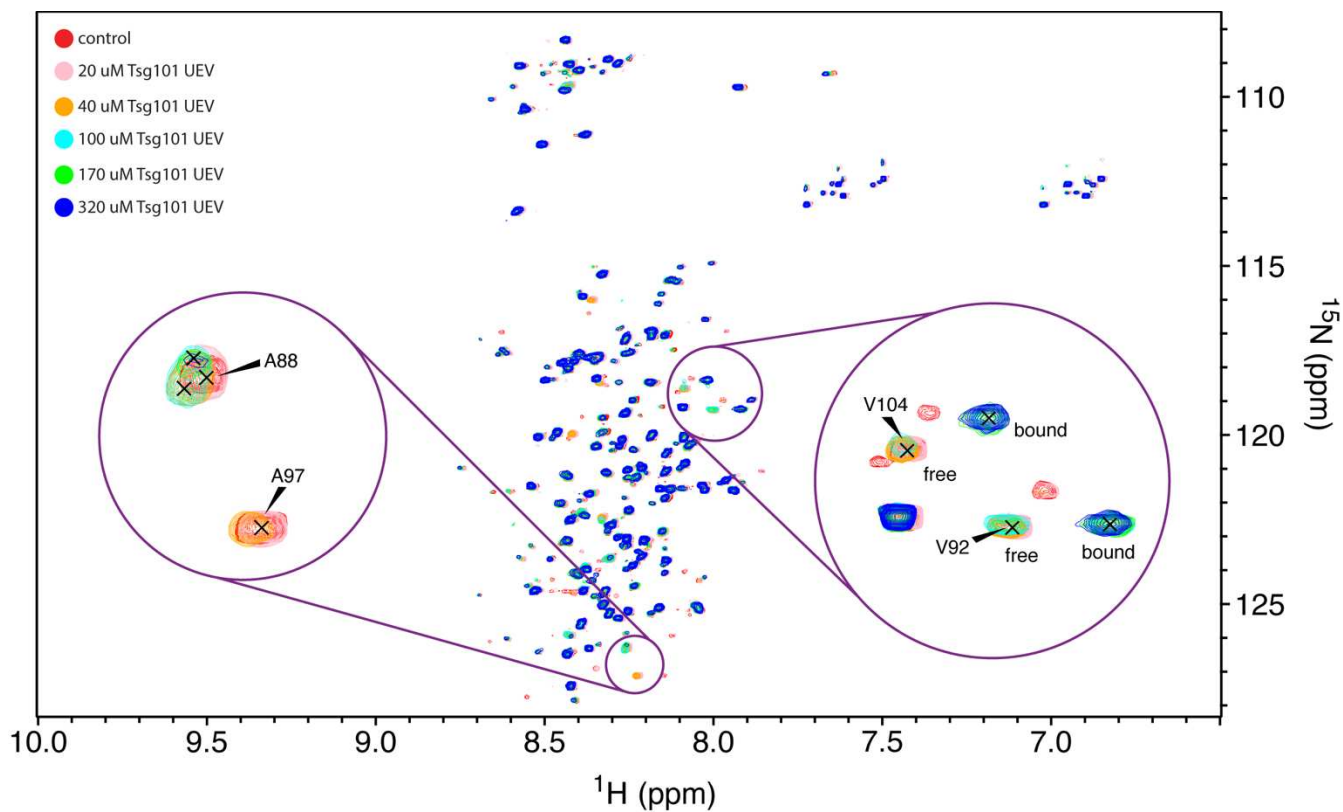 control
20 uM Tsg101 UEV
40 uM Tsg101 UEV
100 uM Tsg101 UEV
170 uM Tsg101 UEV
320 uM Tsg101 UEV
A88
A97
V104
free
bound
V92
free
bound
110
115
120
125
15N (ppm)
10.0 9.5 9.0 8.5 8.0 7.5 7.0
1H (ppm)